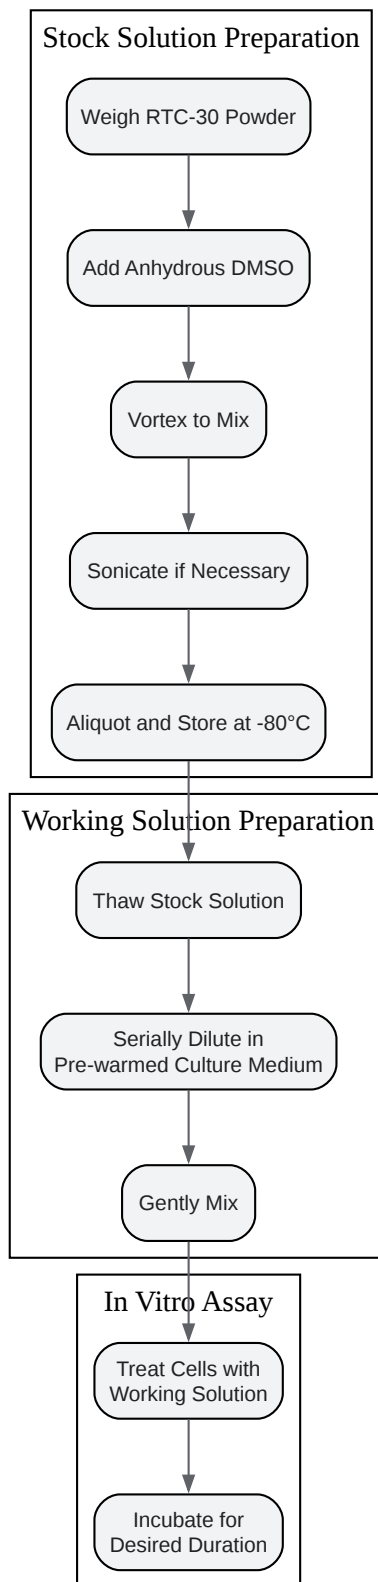 Stock Solution Preparation
Weigh RTC-30 Powder
Add Anhydrous DMSO
Vortex to Mix
Sonicate if Necessary
Aliquot and Store at -80°C
Working Solution Preparation
Thaw Stock Solution
Serially Dilute in
Pre-warmed Culture Medium
Gently Mix
In Vitro Assay
Treat Cells with
Working Solution
Incubate for
Desired Duration